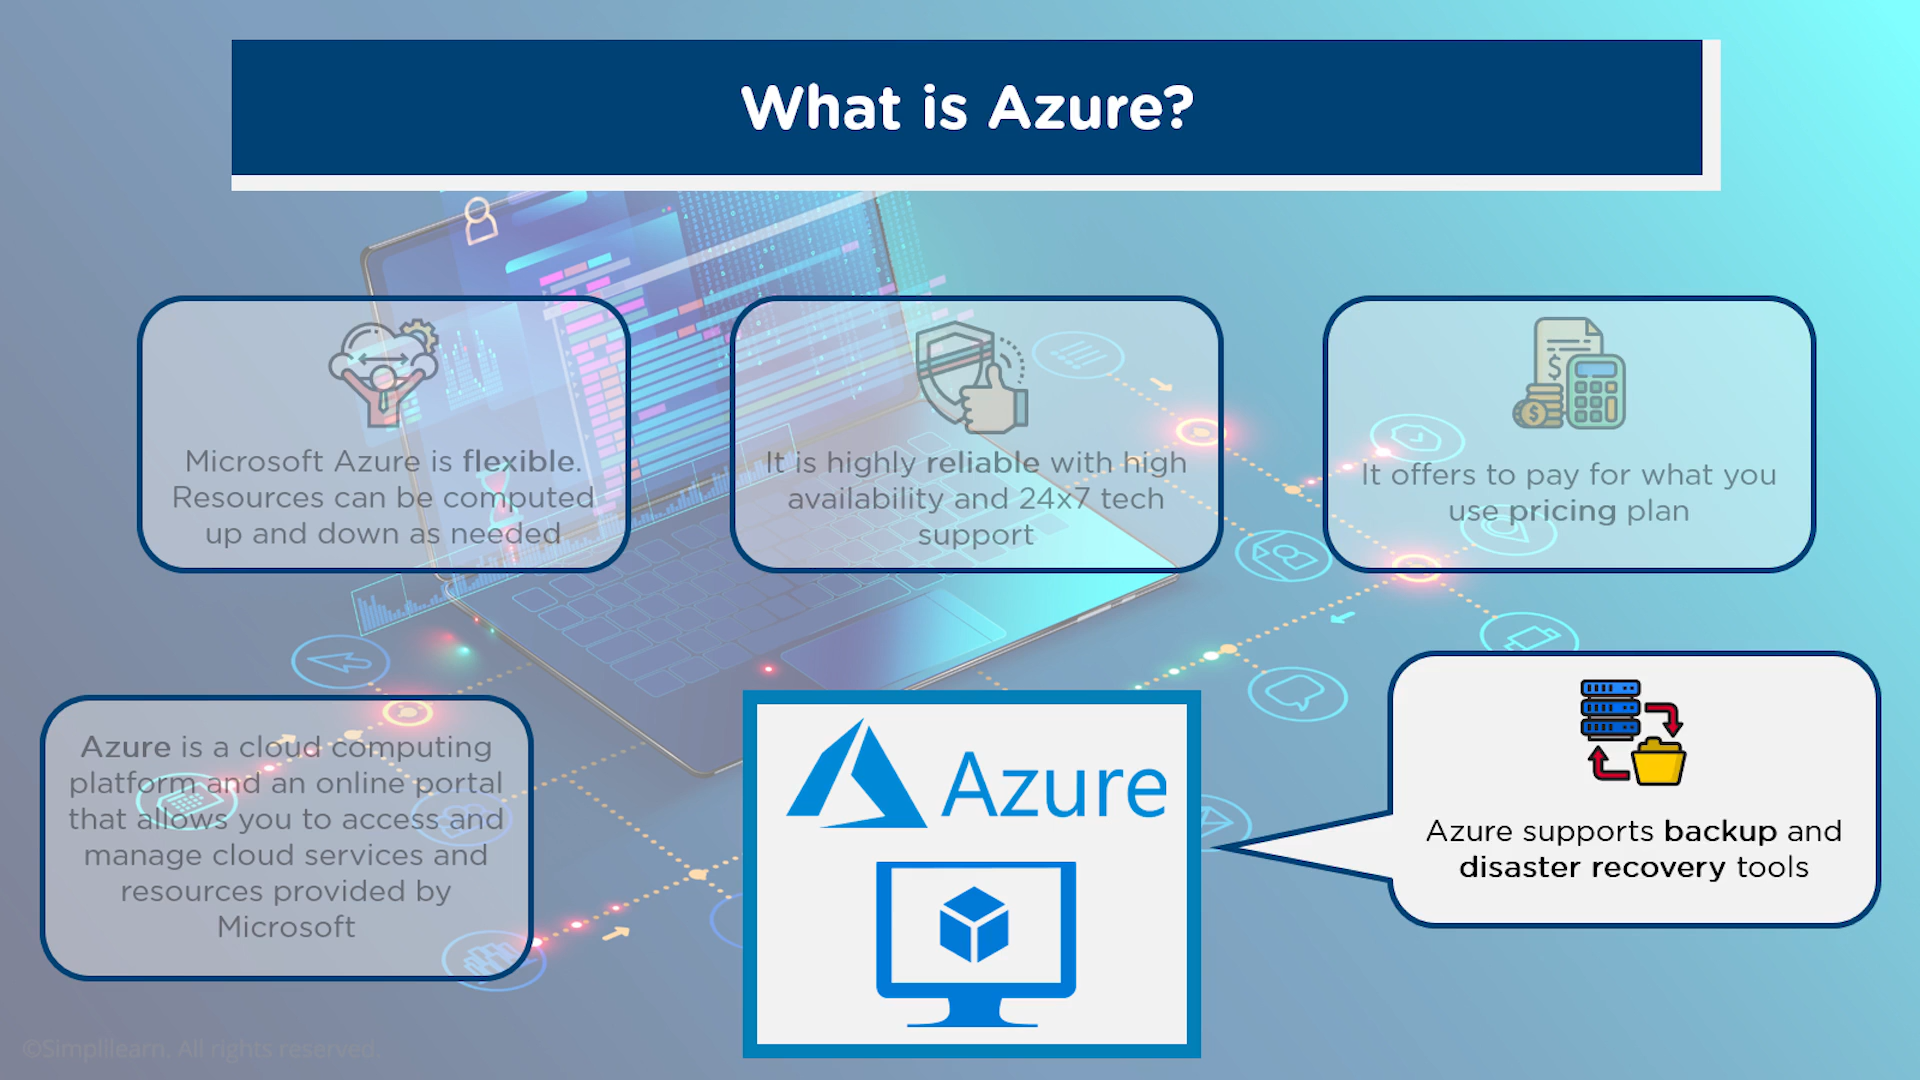 What is Azure?
Microsoft Azure is flexible.
Resources can be computed
up and down as needed
It is highly reliable with high
availability and 24x7 tech
support
It offers to pay for what you
use pricing plan
Azure is a cloud computing
platform and an online portal
that allows you to access and
manage cloud services and
resources provided by
Microsoft
Azure
Azure supports backup and
disaster recovery tools
©Simplilearn, All rights reserved.